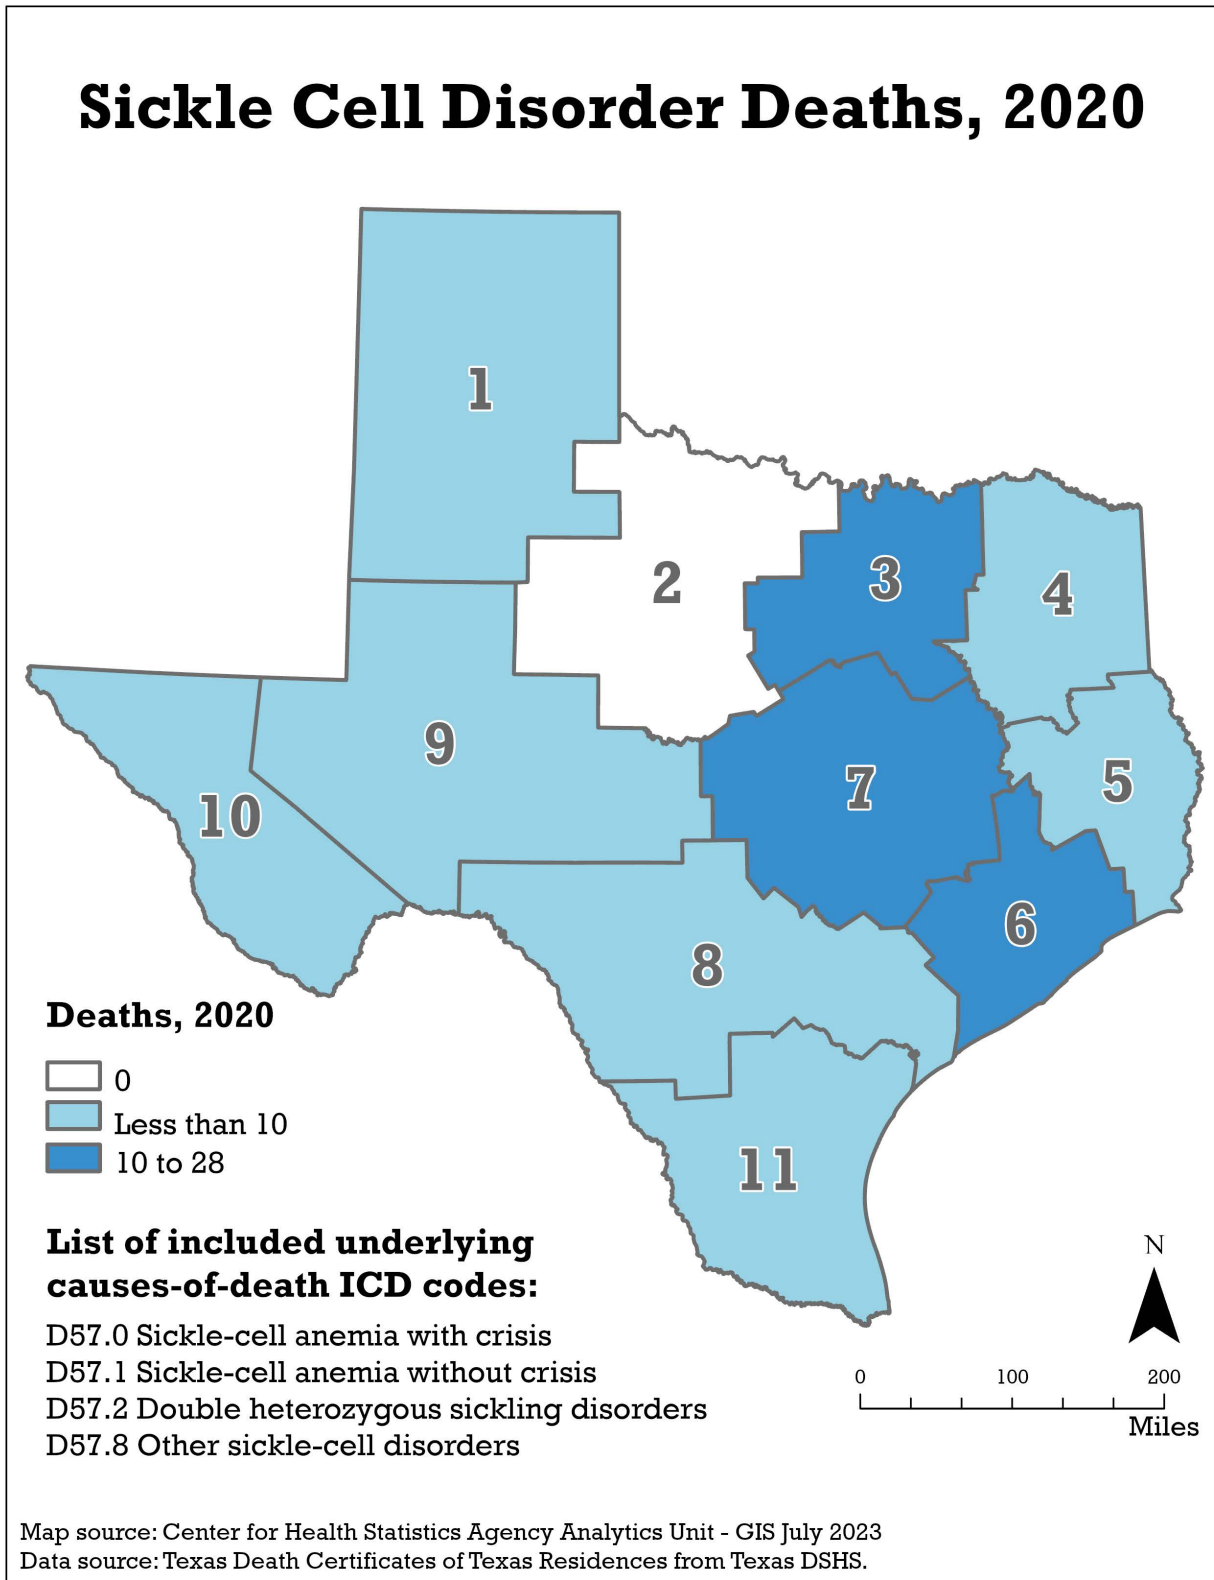 Sickle Cell Disorder Deaths, 2020
1
2
3
4
5
6
7
8
9
10
11
Deaths, 2020
0
Less than 10
10 to 28
List of included underlying
causes-of-death ICD codes:
D57.0 Sickle-cell anemia with crisis
D57.1 Sickle-cell anemia without crisis
D57.2 Double heterozygous sickling disorders
D57.8 Other sickle-cell disorders
N
0 100 200
Miles
Map source: Center for Health Statistics Agency Analytics Unit - GIS July 2023
Data source: Texas Death Certificates of Texas Residences from Texas DSHS.